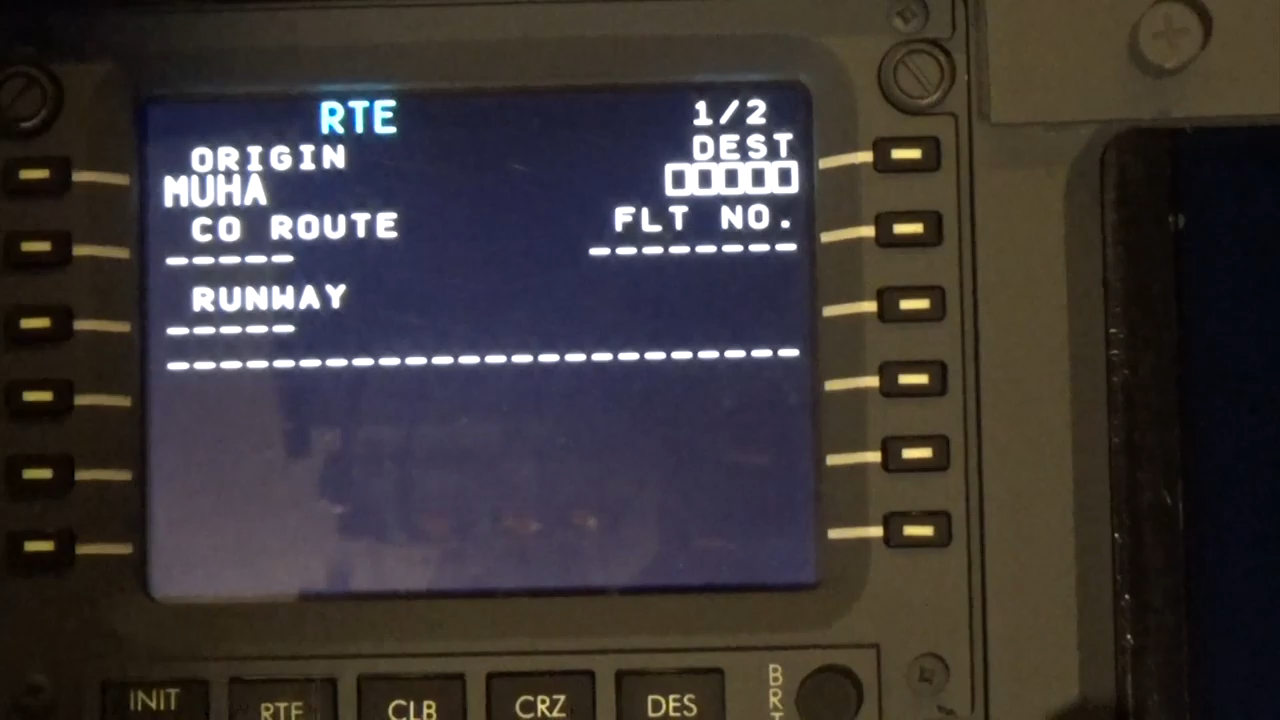 RTE 1/2
ORIGIN DEST
MUHA □□□□□
CO ROUTE FLT NO.
----- --------
RUNWAY
-----
------------------------
INIT RTE CLB CRZ DES BRT